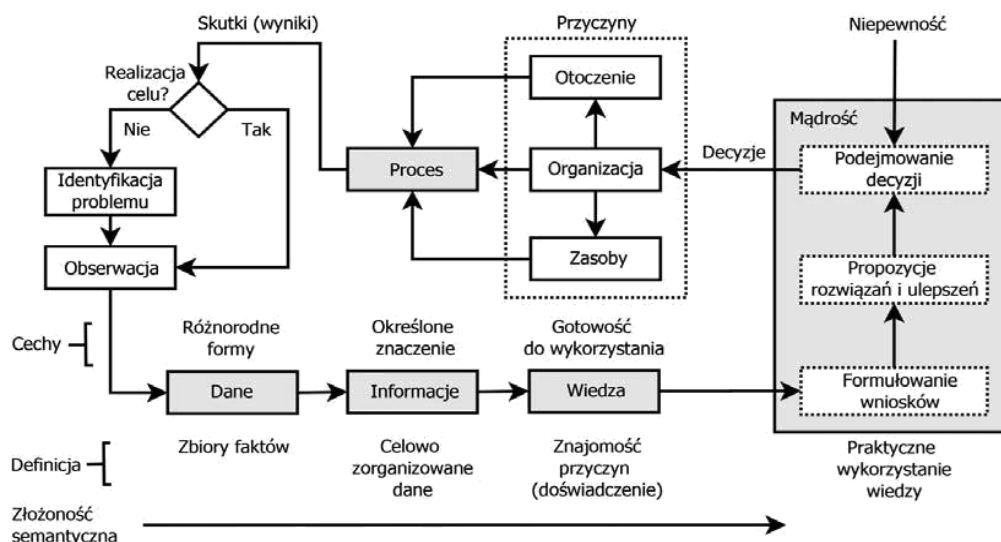 Skutki (wyniki)
Przyczyny
Niepewność
Realizacja
celu?
Nie
Tak
Identyfikacja
problemu
Obserwacja
Proces
Otoczenie
Organizacja
Zasoby
Decyzje
Mądrość
Podejmowanie
decyzji
Propozycje
rozwiązań i ulepszeń
Formułowanie
wniosków
Cechy
Różnorodne
formy
Określone
znaczenie
Gotowość
do wykorzystania
Dane
Informacje
Wiedza
Definicja
Zbiory faktów
Celowo
zorganizowane
dane
Znajomość
przyczyn
(doświadczenie)
Praktyczne
wykorzystanie
wiedzy
Złożoność
semantyczna